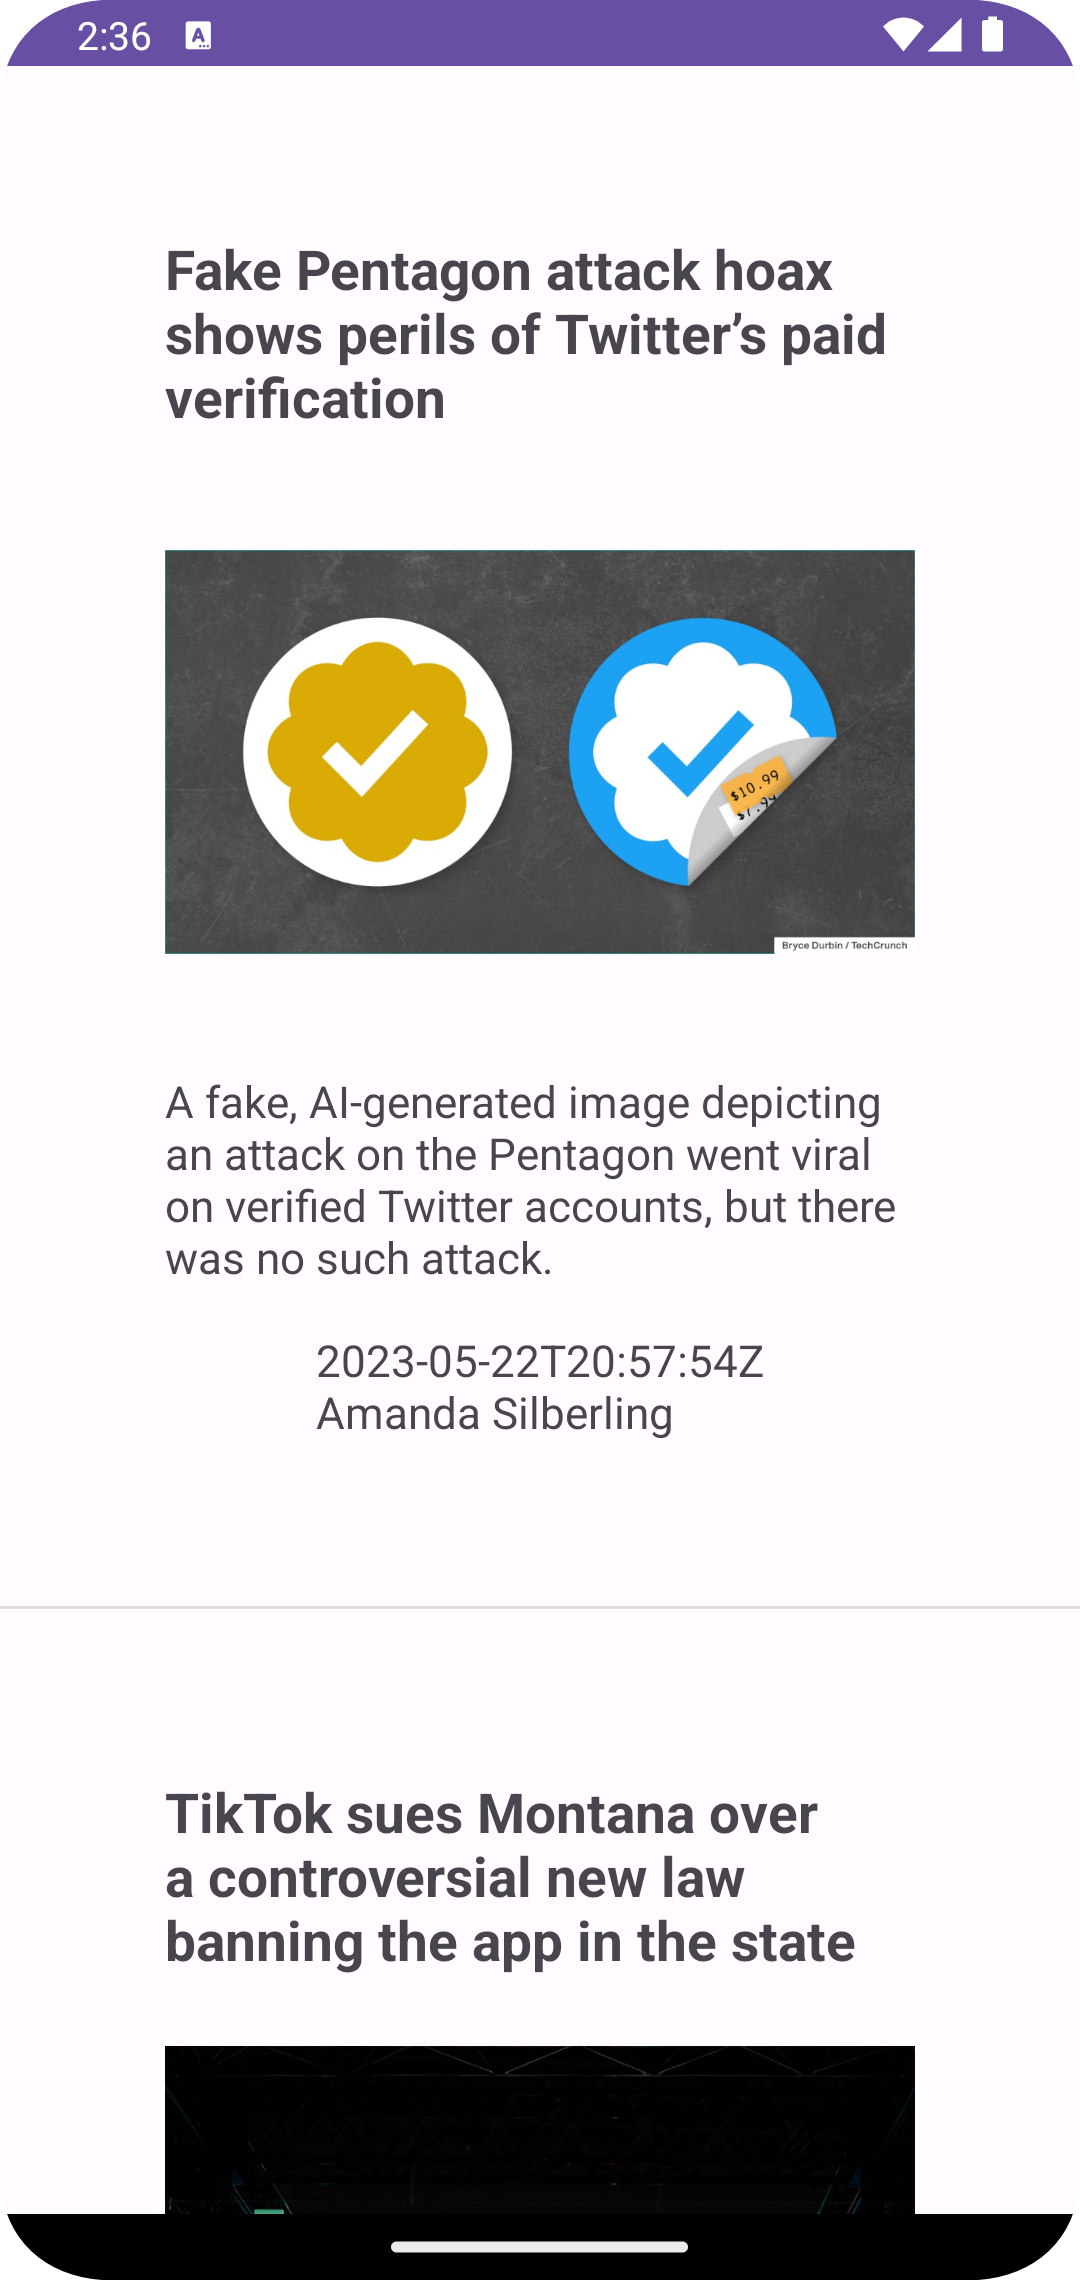 2:36
A
Fake Pentagon attack hoax
shows perils of Twitter’s paid
verification
$10.99
$7.99
Bryce Durbin / TechCrunch
A fake, AI-generated image depicting
an attack on the Pentagon went viral
on verified Twitter accounts, but there
was no such attack.
2023-05-22T20:57:54Z
Amanda Silberling
TikTok sues Montana over
a controversial new law
banning the app in the state